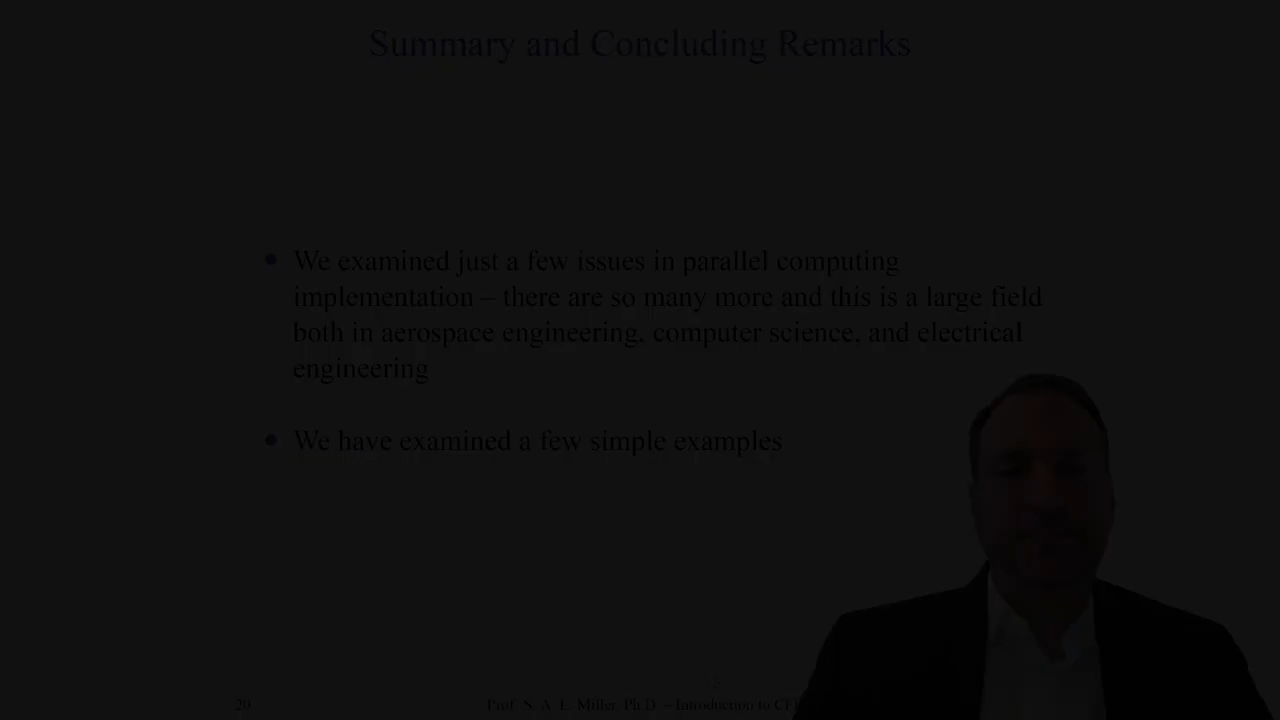 Summary and Concluding Remarks
• We examined just a few issues in parallel computing
implementation – there are so many more and this is a large field
both in aerospace engineering, computer science, and electrical
engineering
• We have examined a few simple examples
20
Prof. S. A. E. Miller, Ph.D. – Introduction to